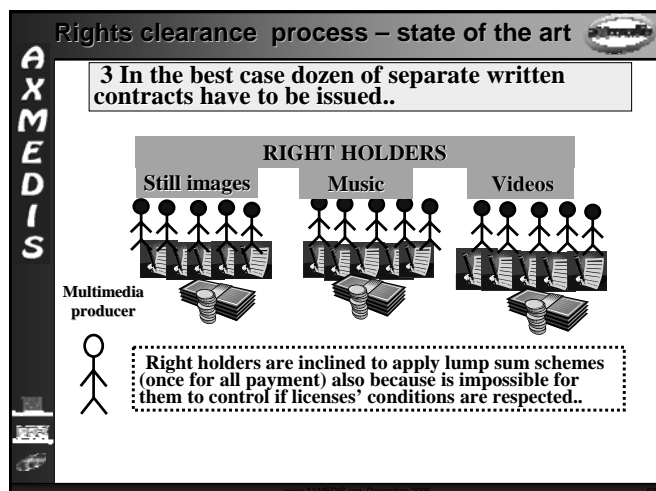 Rights clearance process – state of the art
AXMEDIS
3 In the best case dozen of separate written
contracts have to be issued..
RIGHT HOLDERS
Still images Music Videos
Multimedia
producer
Right holders are inclined to apply lump sum schemes
(once for all payment) also because is impossible for
them to control if licenses’ conditions are respected..